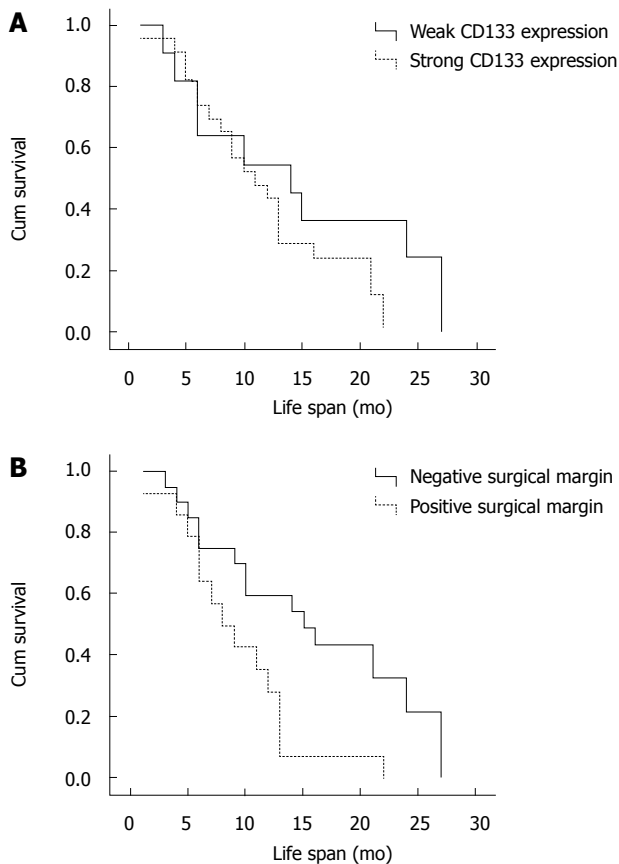 A
Weak CD133 expression
Strong CD133 expression
1.0
0.8
0.6
0.4
0.2
0.0
Cum survival
0 5 10 15 20 25 30
Life span (mo)
B
Negative surgical margin
Positive surgical margin
1.0
0.8
0.6
0.4
0.2
0.0
Cum survival
0 5 10 15 20 25 30
Life span (mo)